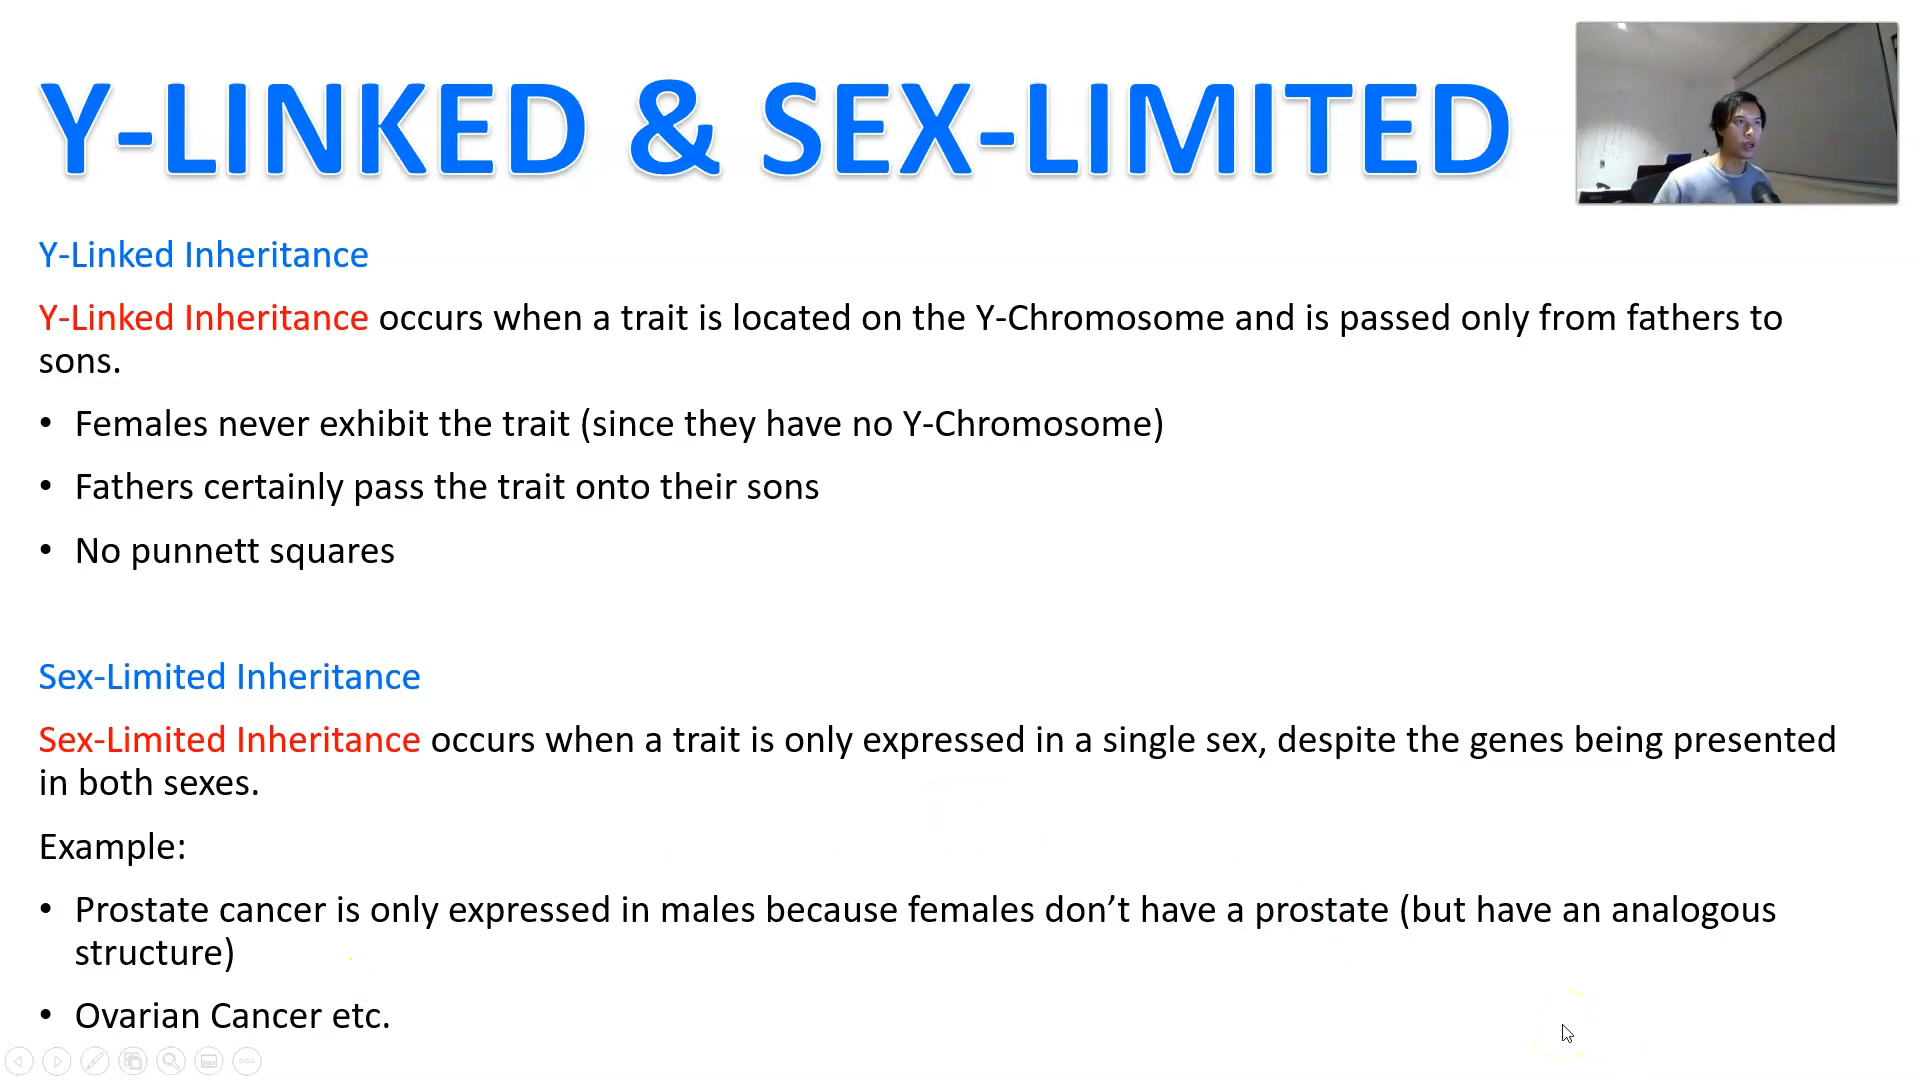 Y-LINKED & SEX-LIMITED
Y-Linked Inheritance
Y-Linked Inheritance occurs when a trait is located on the Y-Chromosome and is passed only from fathers to
sons.
• Females never exhibit the trait (since they have no Y-Chromosome)
• Fathers certainly pass the trait onto their sons
• No punnett squares
Sex-Limited Inheritance
Sex-Limited Inheritance occurs when a trait is only expressed in a single sex, despite the genes being presented
in both sexes.
Example:
• Prostate cancer is only expressed in males because females don’t have a prostate (but have an analogous
structure)
• Ovarian Cancer etc.